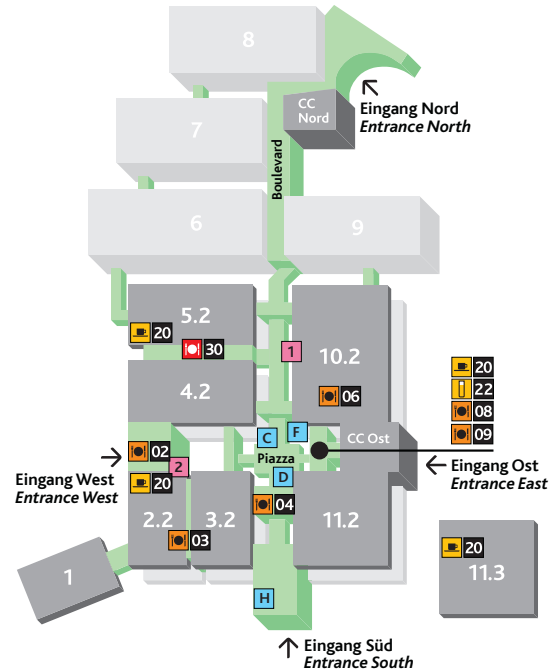 8
CC
Nord
Eingang Nord
Entrance North
7
Boulevard
6
9
5.2
20
30
1
10.2
4.2
06
20
22
08
09
C
F
CC Ost
02
Piazza
Eingang West
Entrance West
2
20
D
Eingang Ost
Entrance East
2.2
3.2
04
11.2
03
20
11.3
1
H
Eingang Süd
Entrance South